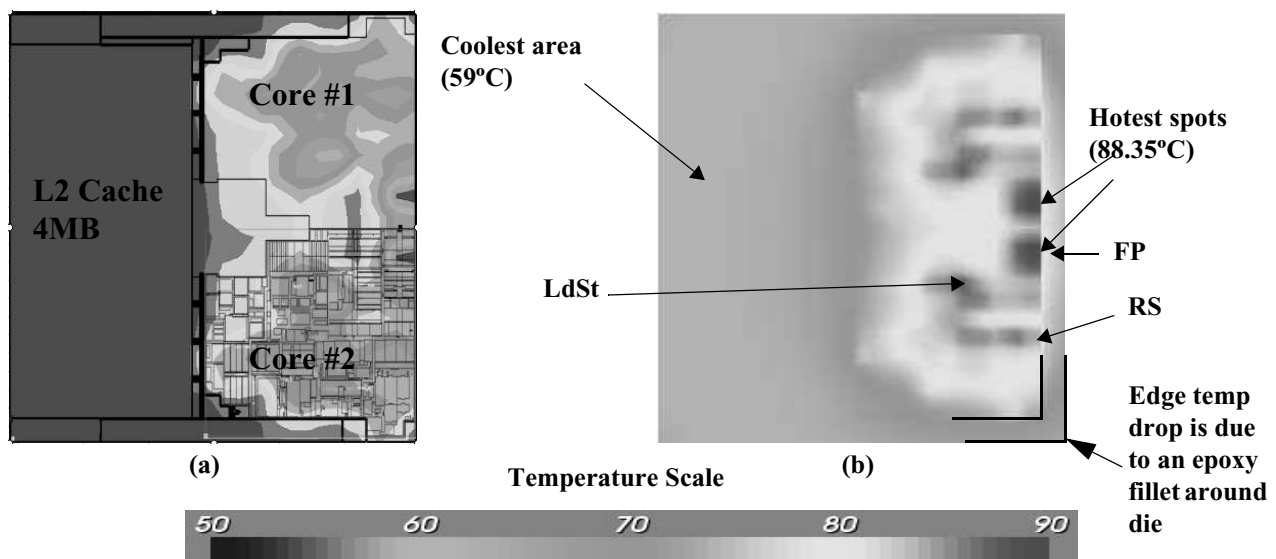 Core #1
L2 Cache
4MB
Core #2
(a)
Coolest area
(59ºC)
Hottest spots
(88.35ºC)
FP
LdSt
RS
Edge temp
drop is due
to an epoxy
fillet around
die
(b)
Temperature Scale
50 60 70 80 90